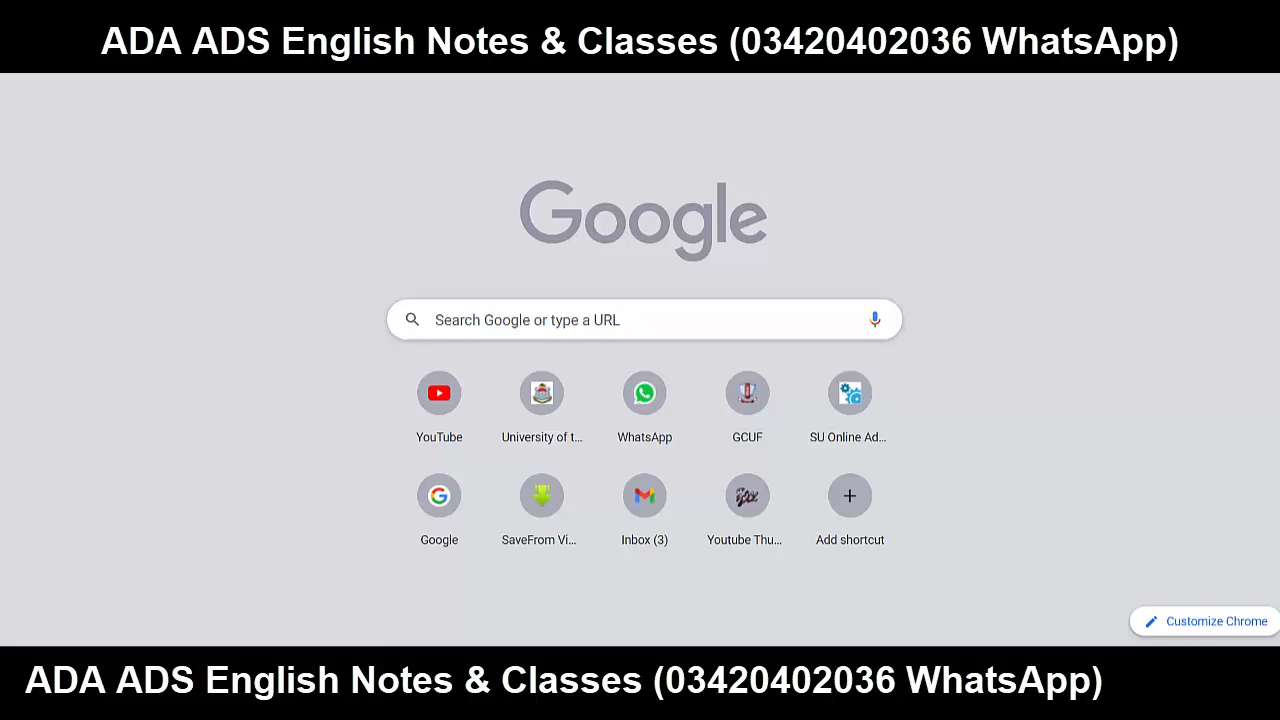 ADA ADS English Notes & Classes (03420402036 WhatsApp)
Google
Search Google or type a URL
YouTube
University of t...
WhatsApp
GCUF
SU Online Ad...
Google
SaveFrom Vi...
Inbox (3)
Youtube Thu...
Add shortcut
Customize Chrome
ADA ADS English Notes & Classes (03420402036 WhatsApp)